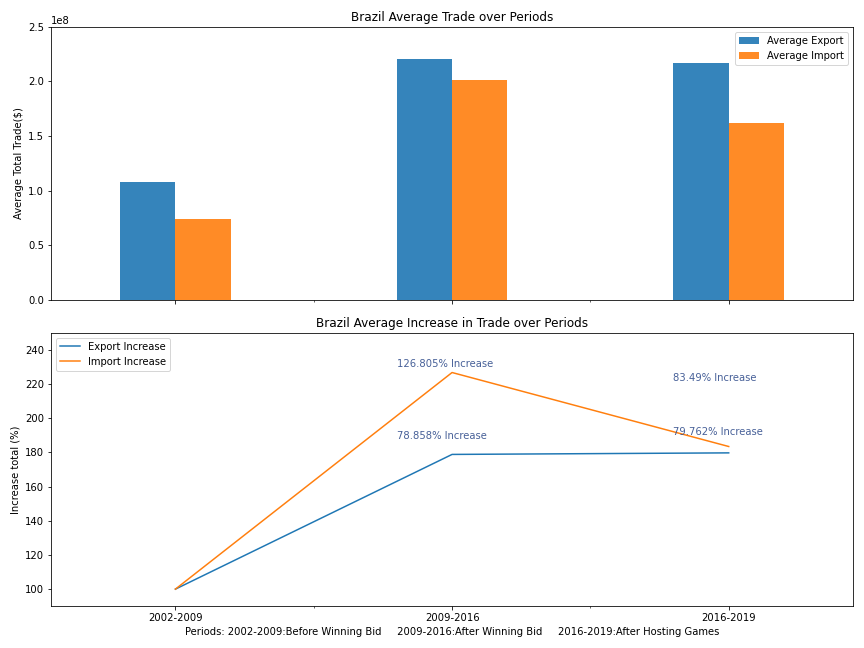 Brazil Average Trade over Periods
1e8
Average Total Trade($)
2.5
2.0
1.5
1.0
0.5
0.0
Average Export
Average Import
Brazil Average Increase in Trade over Periods
Increase total (%)
240
220
200
180
160
140
120
100
Export Increase
Import Increase
126.805% Increase
83.49% Increase
78.858% Increase
79.762% Increase
2002-2009 2009-2016 2016-2019
Periods: 2002-2009:Before Winning Bid 2009-2016:After Winning Bid 2016-2019:After Hosting Games